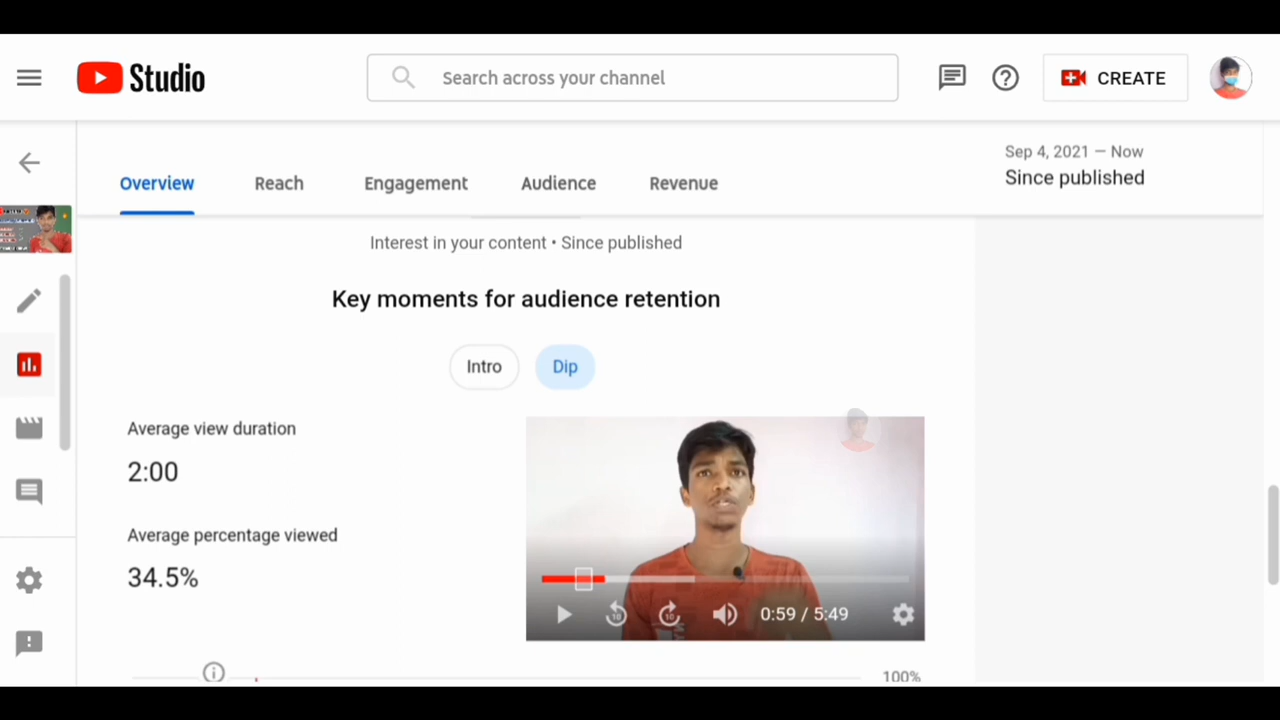 Studio
Search across your channel
CREATE
Sep 4, 2021 – Now
Since published
Overview
Reach
Engagement
Audience
Revenue
Interest in your content • Since published
Key moments for audience retention
Intro
Dip
Average view duration
2:00
Average percentage viewed
34.5%
10
10
0:59 / 5:49
100%